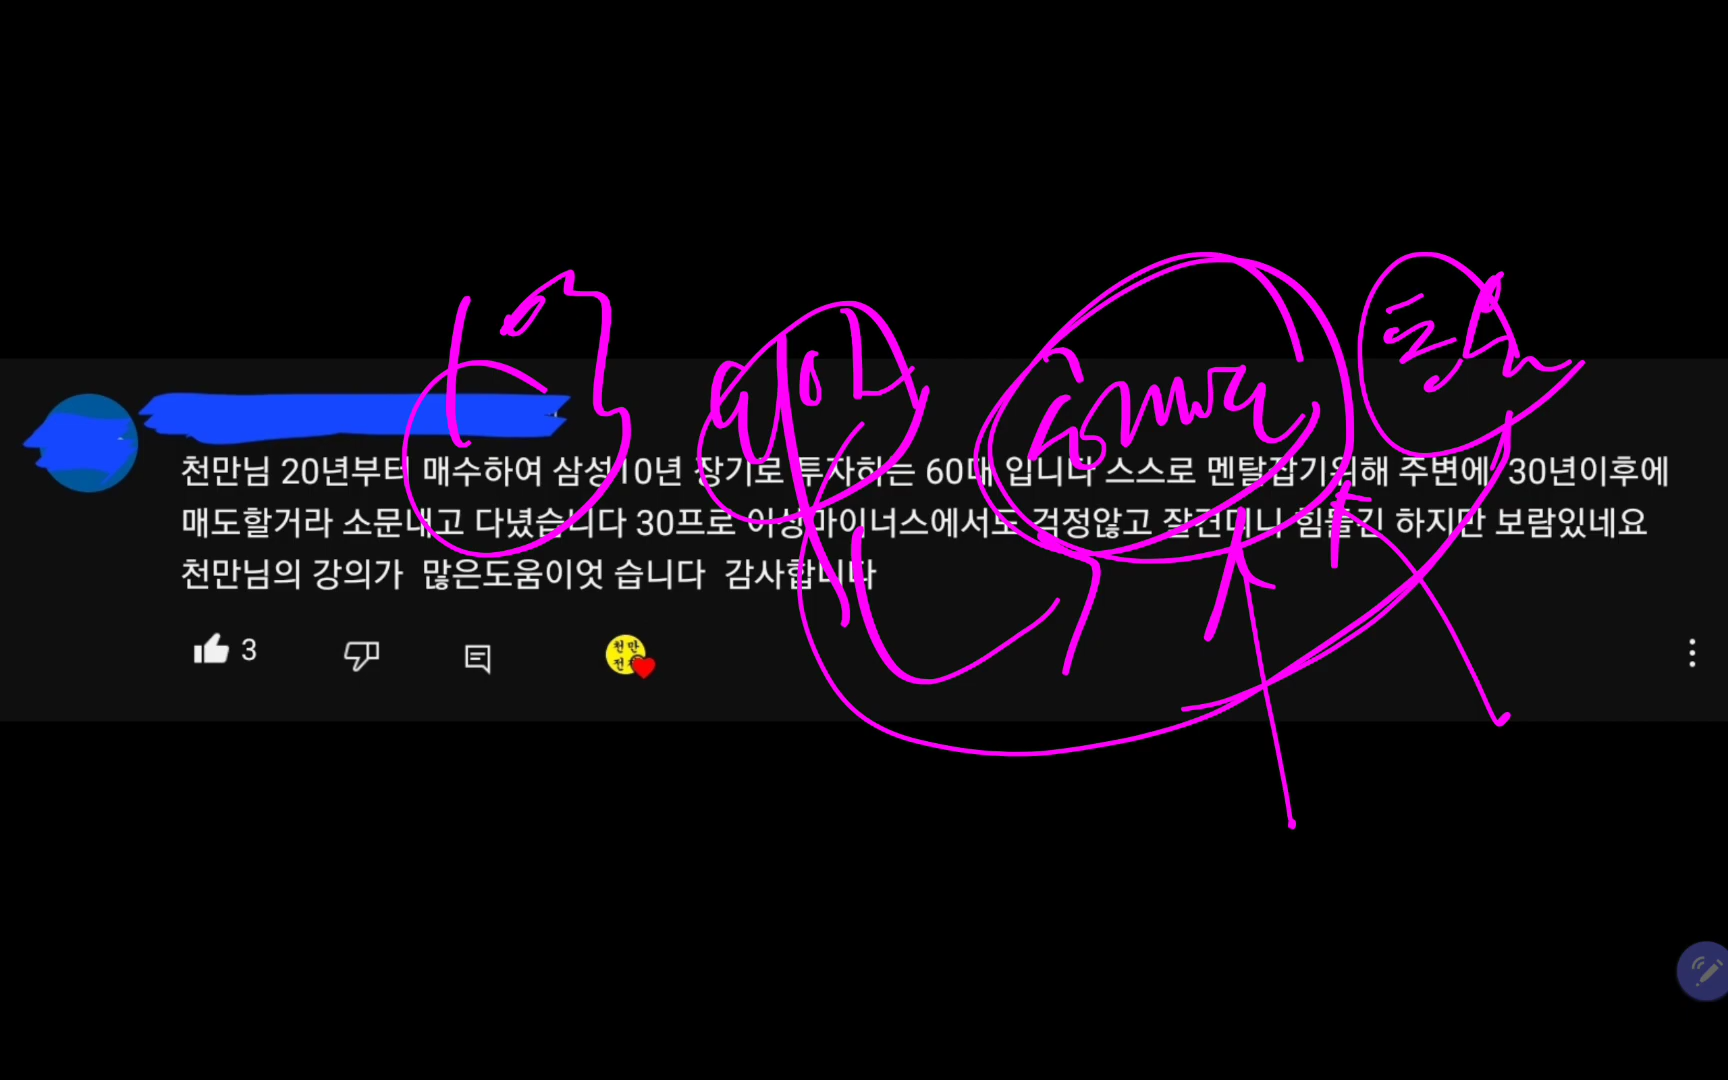 천만님 20년부터 매수하여 삼성10년 장기로 투자하는 60대 입니다 스스로 멘탈잡기위해 주변에 30년이후에
매도할거라 소문내고 다녔습니다 30프로 이상마이너스에서도 걱정않고 잘견디니 힘들긴 하지만 보람있네요
천만님의 강의가 많은도움이엇 습니다 감사합니다
3
천만